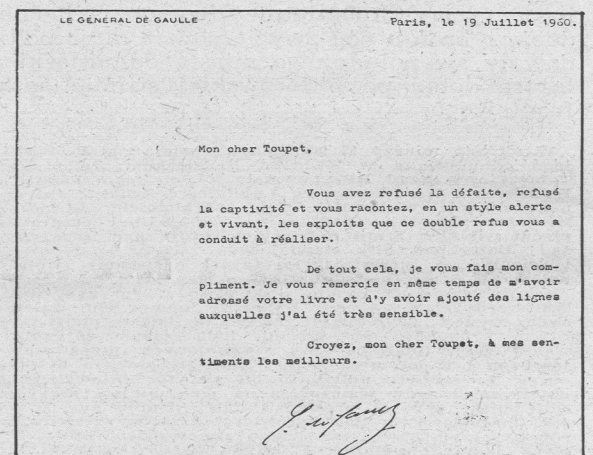 LE GÉNÉRAL DE GAULLE
Paris, le 19 Juillet 1960.
Mon cher Toupet,
Vous avez refusé la défaite, refusé
la captivité et vous racontez, en un style alerte
et vivant, les exploits que ce double refus vous a
conduit à réaliser.
De tout cela, je vous fais mon com-
pliment. Je vous remercie en même temps de m'avoir
adressé votre livre et d'y avoir ajouté des lignes
auxquelles j'ai été très sensible.
Croyez, mon cher Toupet, à mes sen-
timents les meilleurs.